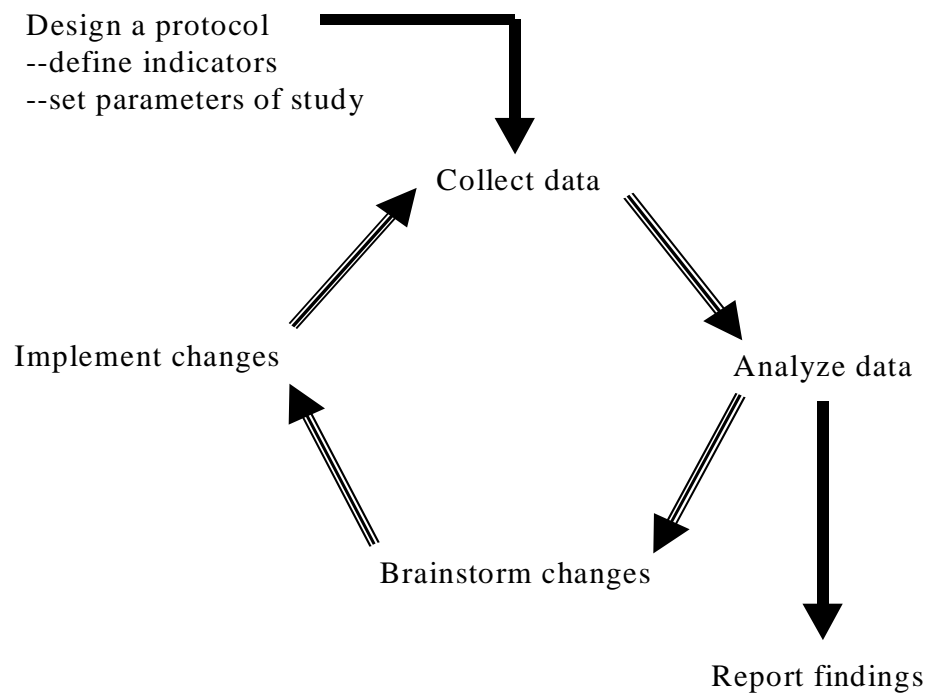 Design a protocol
--define indicators
--set parameters of study
Collect data
Implement changes
Analyze data
Brainstorm changes
Report findings